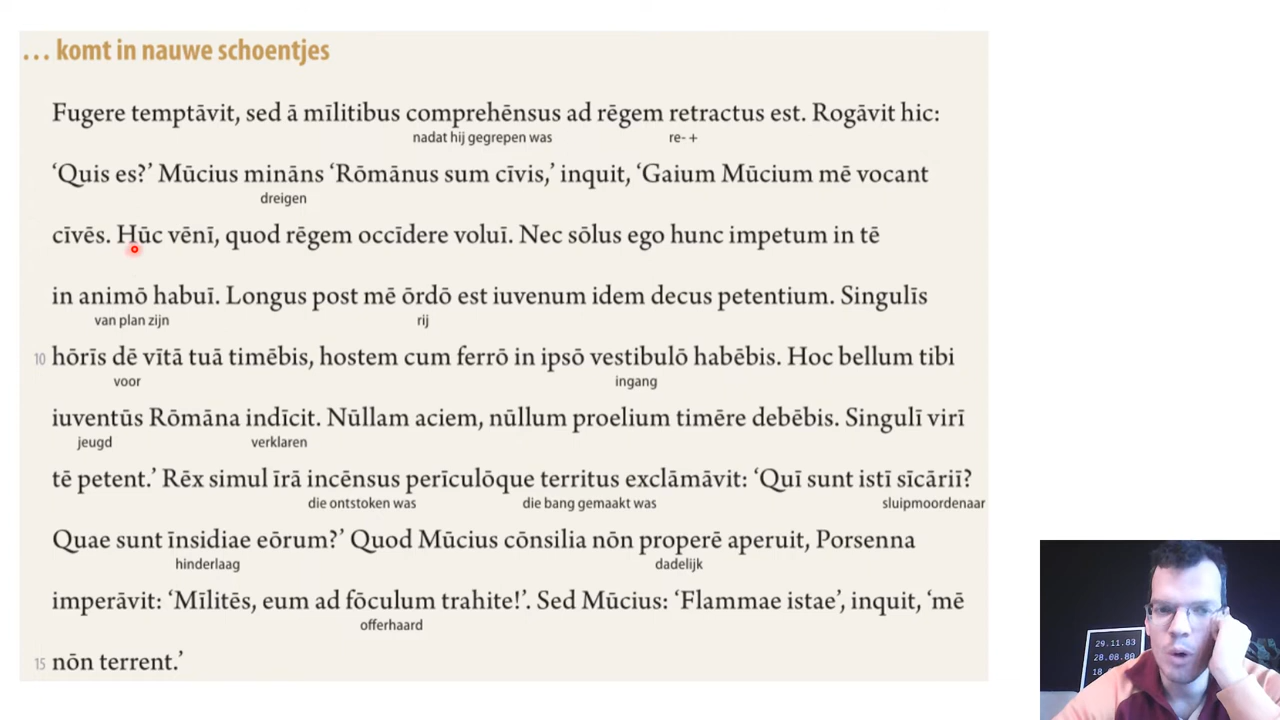 ... komt in nauwe schoentjes
Fugere temptāvit, sed ā mīlitibus comprehēnsus ad rēgem retractus est. Rogāvit hic:
nadat hij gegrepen was re- +
‘Quis es?’ Mūcius mināns ‘Rōmānus sum cīvis,’ inquit, ‘Gaium Mūcium mē vocant
dreigen
cīvēs. Hūc vēnī, quod rēgem occīdere voluī. Nec sōlus ego hunc impetum in tē
in animō habuī. Longus post mē ōrdō est iuvenum idem decus petentium. Singulīs
van plan zijn rij
10 hōrīs dē vītā tuā timēbis, hostem cum ferrō in ipsō vestibulō habēbis. Hoc bellum tibi
voor ingang
iuventūs Rōmāna indīcit. Nūllam aciem, nūllum proelium timēre debēbis. Singulī virī
jeugd verklaren
tē petent.’ Rēx simul īrā incēnsus perīculōque territus exclāmāvit: ‘Quī sunt istī sīcāriī?
die ontstoken was die bang gemaakt was sluipmoordenaar
Quae sunt īnsidiae eōrum?’ Quod Mūcius cōnsilia nōn properē aperuit, Porsenna
hinderlaag dadelijk
imperāvit: ‘Mīlitēs, eum ad fōculum trahite!’. Sed Mūcius: ‘Flammae istae’, inquit, ‘mē
offerhaard
15 nōn terrent.’
29.11.83
28.08.80